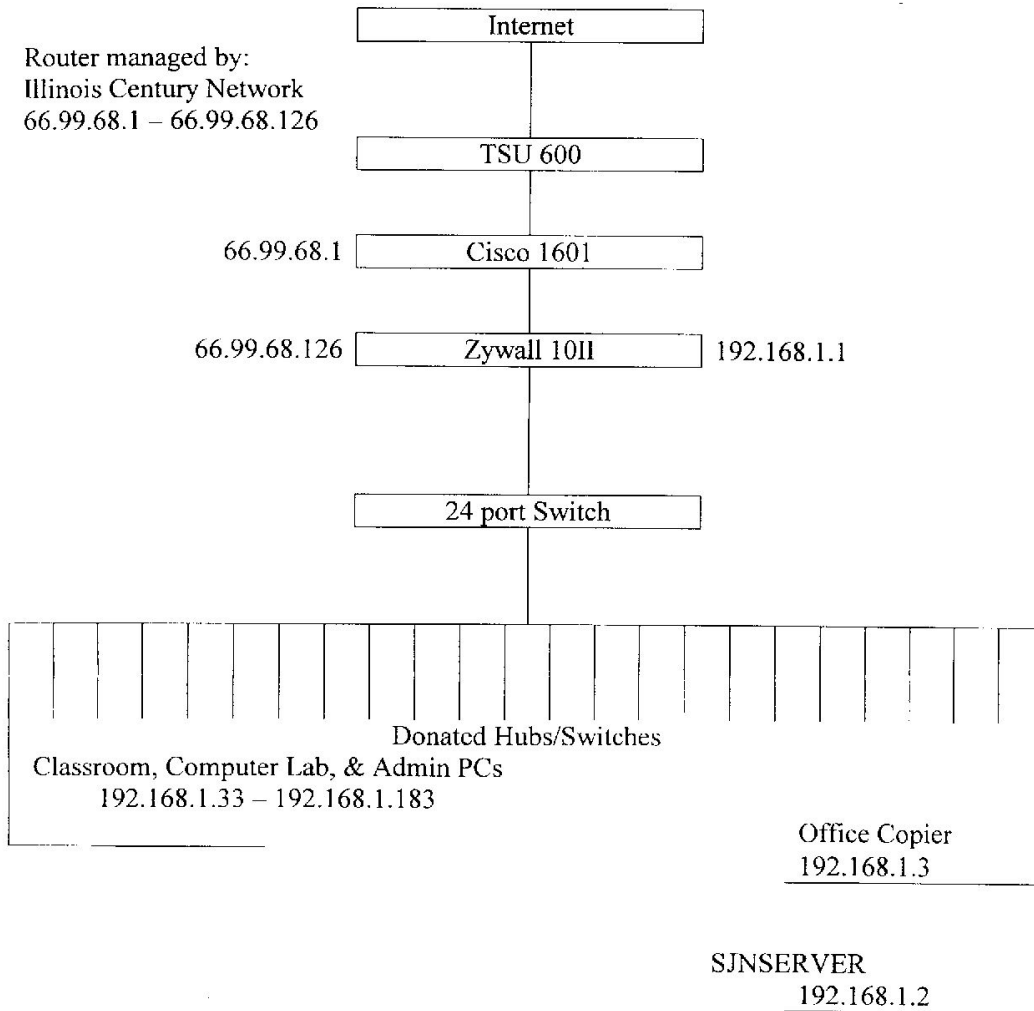 Internet
Router managed by:
Illinois Century Network
66.99.68.1 – 66.99.68.126
TSU 600
66.99.68.1
Cisco 1601
66.99.68.126
Zywall 10II
192.168.1.1
24 port Switch
Donated Hubs/Switches
Classroom, Computer Lab, & Admin PCs
192.168.1.33 – 192.168.1.183
Office Copier
192.168.1.3
SJNSERVER
192.168.1.2